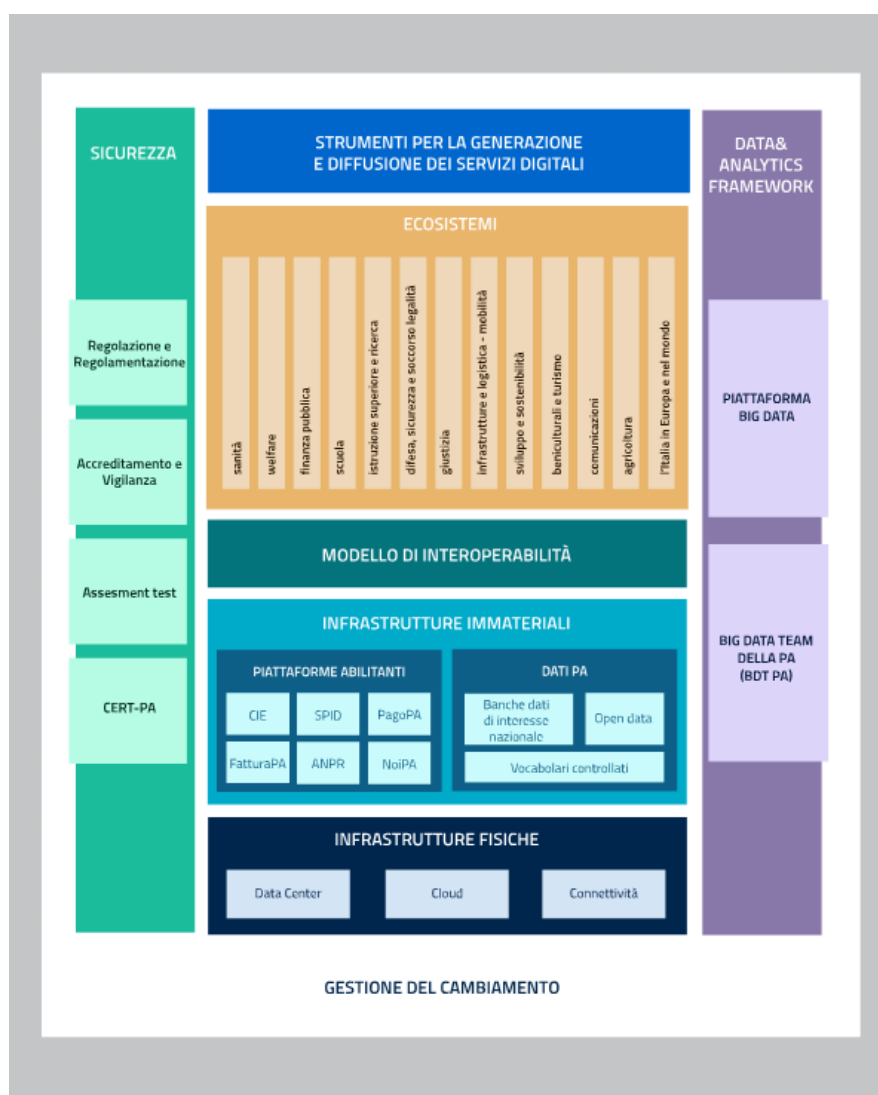 SICUREZZA
Regolazione e
Regolamentazione
Accreditamento e
Vigilanza
Assesment test
CERT-PA
STRUMENTI PER LA GENERAZIONE
E DIFFUSIONE DEI SERVIZI DIGITALI
ECOSISTEMI
sanità
welfare
finanza pubblica
scuola
istruzione superiore e ricerca
difesa, sicurezza e soccorso legalità
giustizia
infrastrutture e logistica - mobilità
sviluppo e sostenibilità
beniculturali e turismo
comunicazioni
agricoltura
l'Italia in Europa e nel mondo
MODELLO DI INTEROPERABILITÀ
INFRASTRUTTURE IMMATERIALI
PIATTAFORME ABILITANTI
CIE
SPID
PagoPA
FatturaPA
ANPR
NoiPA
DATI PA
Banche dati
di interesse
nazionale
Open data
Vocabolari controllati
INFRASTRUTTURE FISICHE
Data Center
Cloud
Connettività
DATA&
ANALYTICS
FRAMEWORK
PIATTAFORMA
BIG DATA
BIG DATA TEAM
DELLA PA
(BDT PA)
GESTIONE DEL CAMBIAMENTO